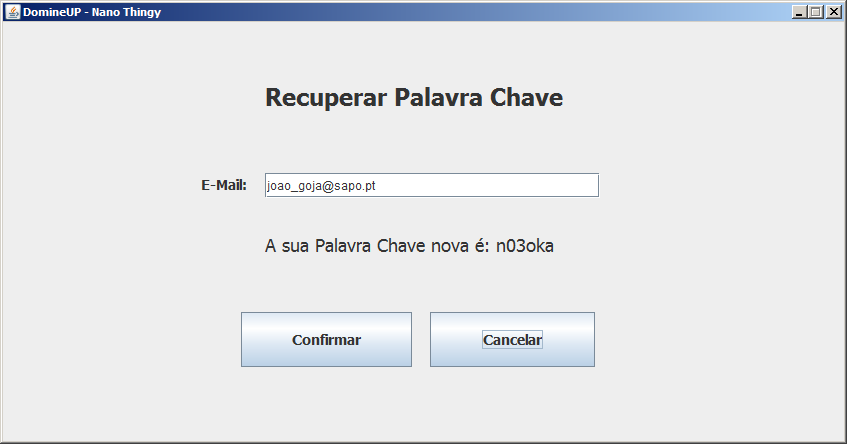 DomineUP - Nano Thingy
Recuperar Palavra Chave
E-Mail: joao_goja@sapo.pt
A sua Palavra Chave nova é: n03oka
Confirmar Cancelar